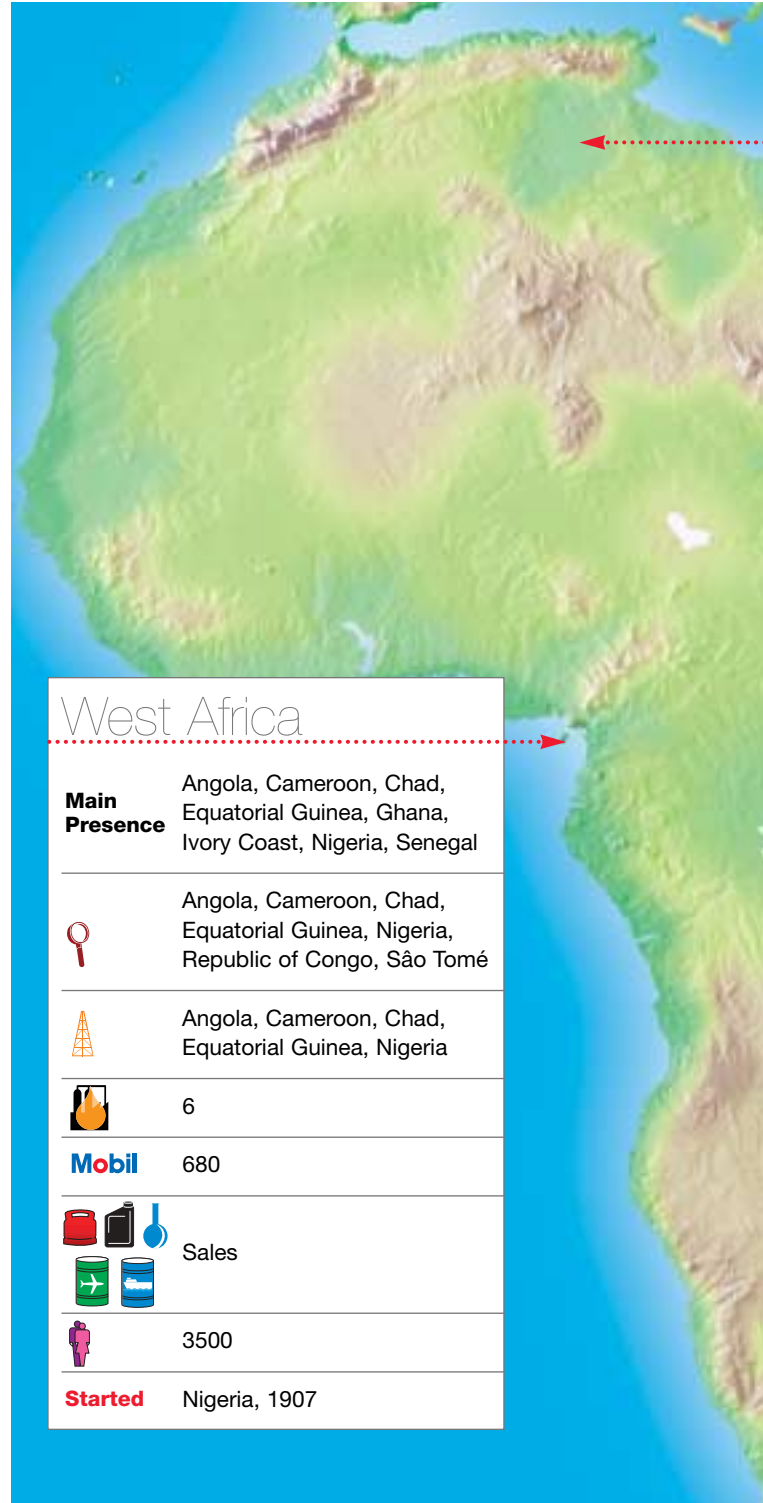 West Africa
Main
Presence
Angola, Cameroon, Chad,
Equatorial Guinea, Ghana,
Ivory Coast, Nigeria, Senegal
Angola, Cameroon, Chad,
Equatorial Guinea, Nigeria,
Republic of Congo, Sâo Tomé
Angola, Cameroon, Chad,
Equatorial Guinea, Nigeria
6
Mobil 680
Sales
3500
Started Nigeria, 1907